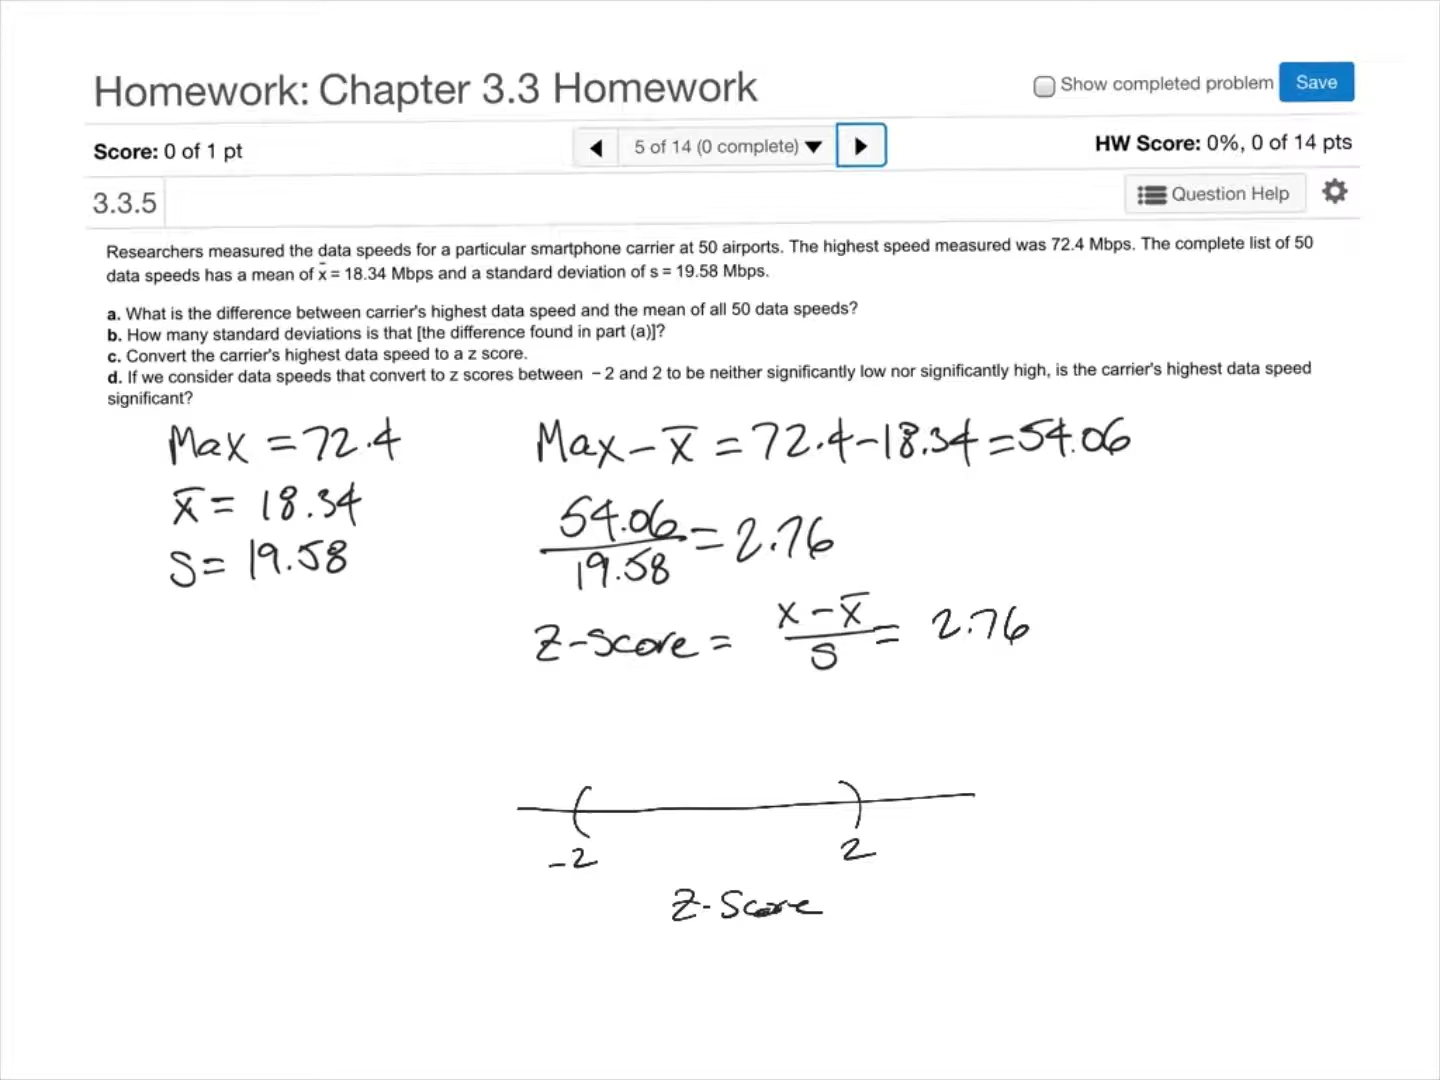 Homework: Chapter 3.3 Homework
Show completed problem
Save
Score: 0 of 1 pt
5 of 14 (0 complete)
HW Score: 0%, 0 of 14 pts
3.3.5
Question Help
Researchers measured the data speeds for a particular smartphone carrier at 50 airports. The highest speed measured was 72.4 Mbps. The complete list of 50
data speeds has a mean of x̄ = 18.34 Mbps and a standard deviation of s = 19.58 Mbps.
a. What is the difference between carrier's highest data speed and the mean of all 50 data speeds?
b. How many standard deviations is that [the difference found in part (a)]?
c. Convert the carrier's highest data speed to a z score.
d. If we consider data speeds that convert to z scores between − 2 and 2 to be neither significantly low nor significantly high, is the carrier's highest data speed
significant?
Max = 72.4
x̄ = 18.34
S = 19.58
Max − x̄ = 72.4 − 18.34 = 54.06
54.06 / 19.58 = 2.76
Z-Score = x − x̄ / S = 2.76
-2 2
Z-Score